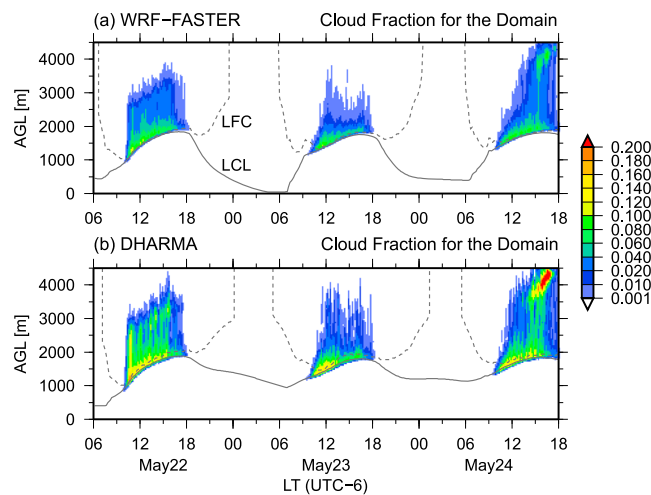 (a) WRF−FASTER Cloud Fraction for the Domain
AGL [m]
4000
3000
2000
1000
0
LFC
LCL
06 12 18 00 06 12 18 00 06 12 18
0.200
0.180
0.160
0.140
0.120
0.100
0.080
0.060
0.040
0.020
0.010
0.001
(b) DHARMA Cloud Fraction for the Domain
AGL [m]
4000
3000
2000
1000
0
06 12 18 00 06 12 18 00 06 12 18
May22 May23 May24
LT (UTC−6)